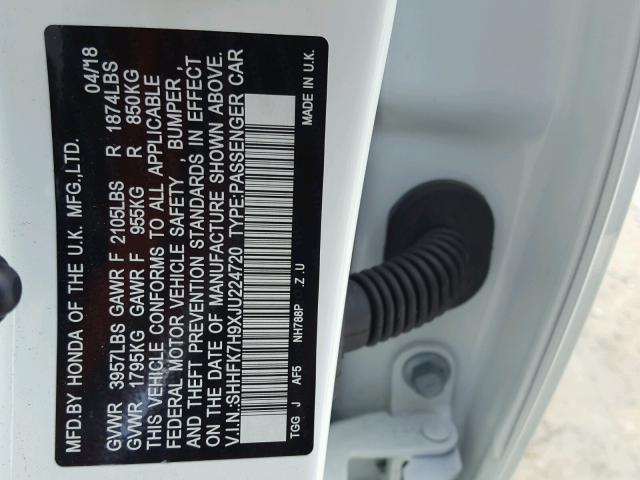 MFD.BY HONDA OF THE U.K. MFG.,LTD. 04/18
GVWR 3957LBS GAWR F 2105LBS R 1874LBS
GVWR 1795KG GAWR F 955KG R 850KG
THIS VEHICLE CONFORMS TO ALL APPLICABLE
FEDERAL MOTOR VEHICLE SAFETY , BUMPER ,
AND THEFT PREVENTION STANDARDS IN EFFECT
ON THE DATE OF MANUFACTURE SHOWN ABOVE.
V.I.N.:SHHFK7H9XJU224720 TYPE:PASSENGER CAR
TGG J AF5 NH788P .Z .U MADE IN U.K.